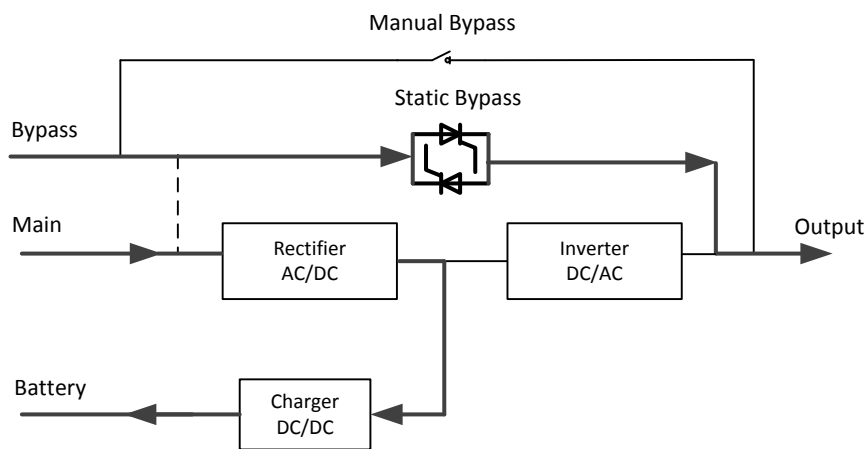 Manual Bypass
Static Bypass
Bypass
Main
Rectifier
AC/DC
Inverter
DC/AC
Output
Battery
Charger
DC/DC